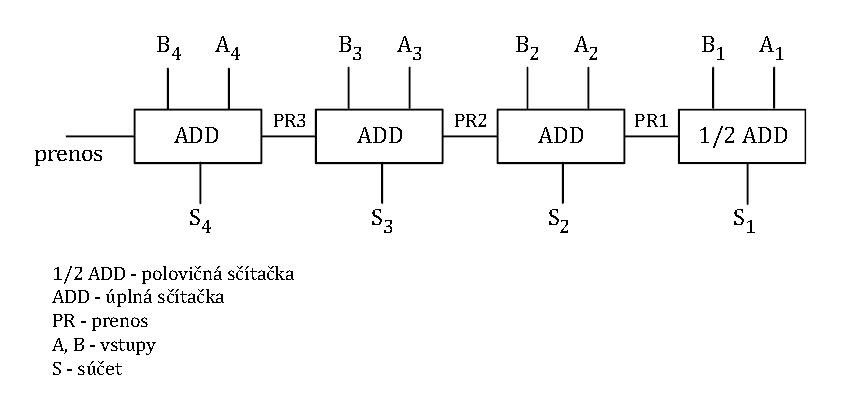 B4 A4 B3 A3 B2 A2 B1 A1
PR3 PR2 PR1
ADD ADD ADD 1/2 ADD
prenos
S4 S3 S2 S1
1/2 ADD - polovičná sčítačka
ADD - úplná sčítačka
PR - prenos
A, B - vstupy
S - súčet